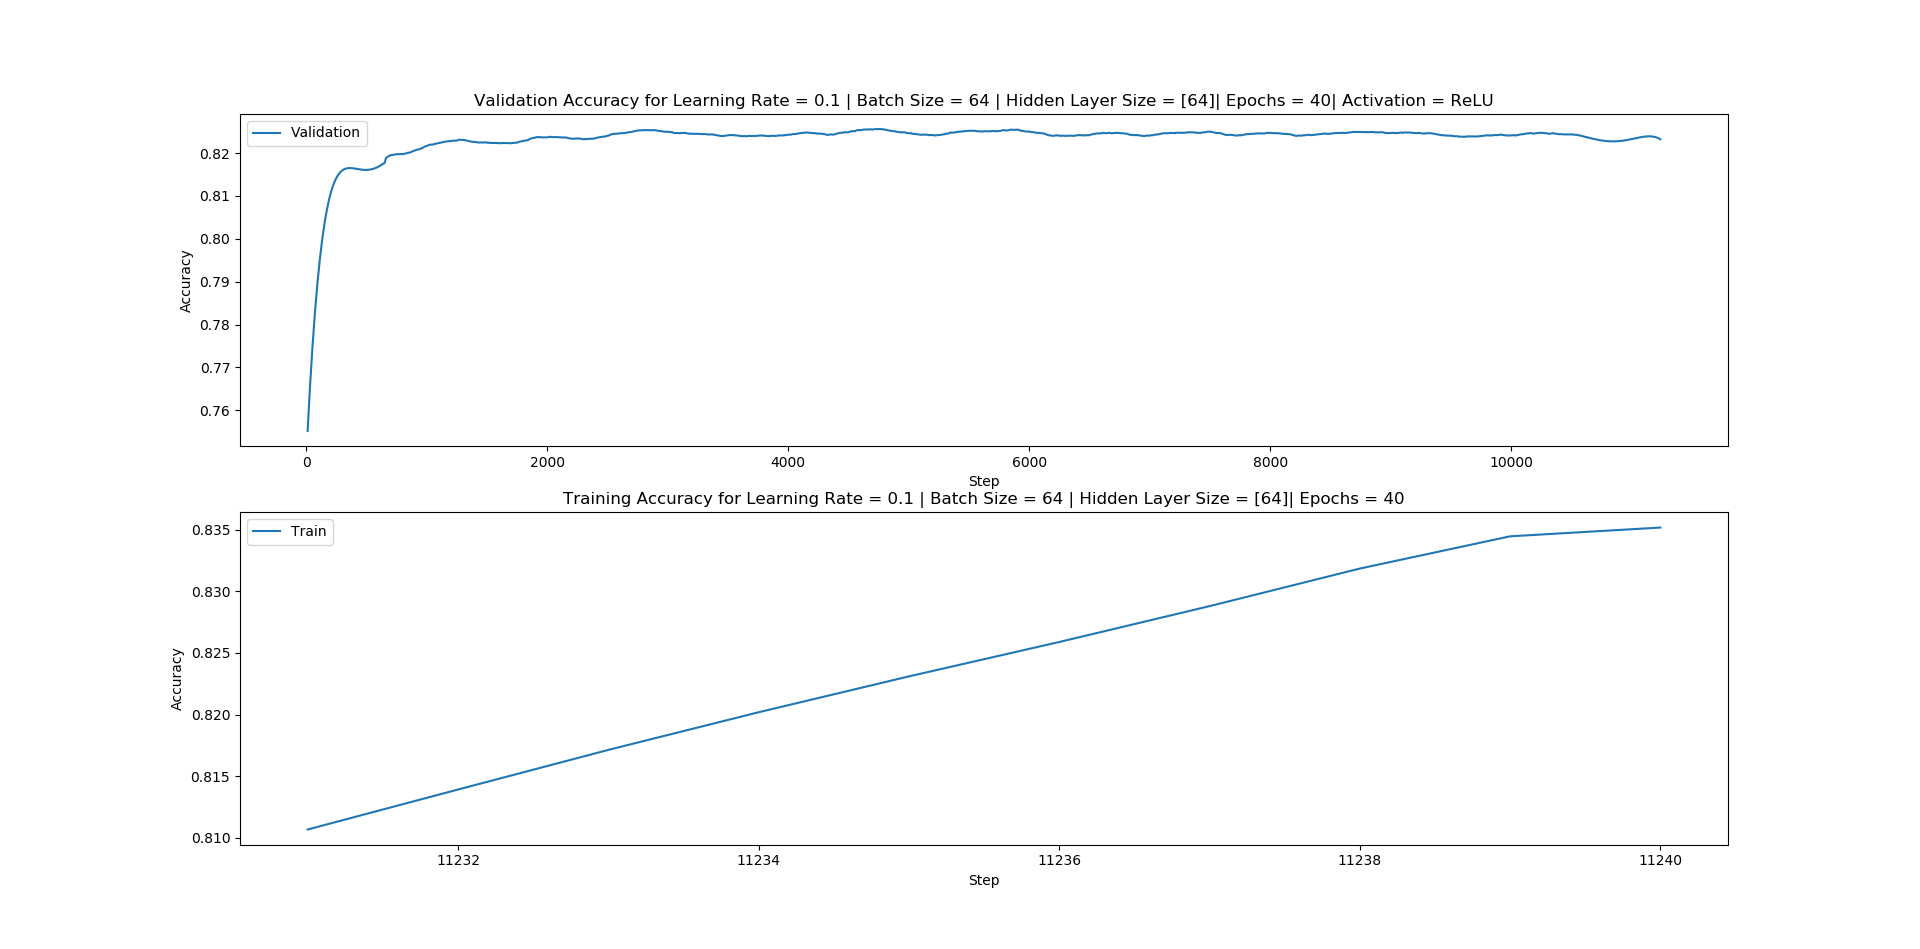 Validation Accuracy for Learning Rate = 0.1 | Batch Size = 64 | Hidden Layer Size = [64]| Epochs = 40| Activation = ReLU
Validation
0.82
0.81
0.80
0.79
0.78
0.77
0.76
Accuracy
0 2000 4000 6000 8000 10000
Step
Training Accuracy for Learning Rate = 0.1 | Batch Size = 64 | Hidden Layer Size = [64]| Epochs = 40
Train
0.835
0.830
0.825
0.820
0.815
0.810
Accuracy
11232 11234 11236 11238 11240
Step